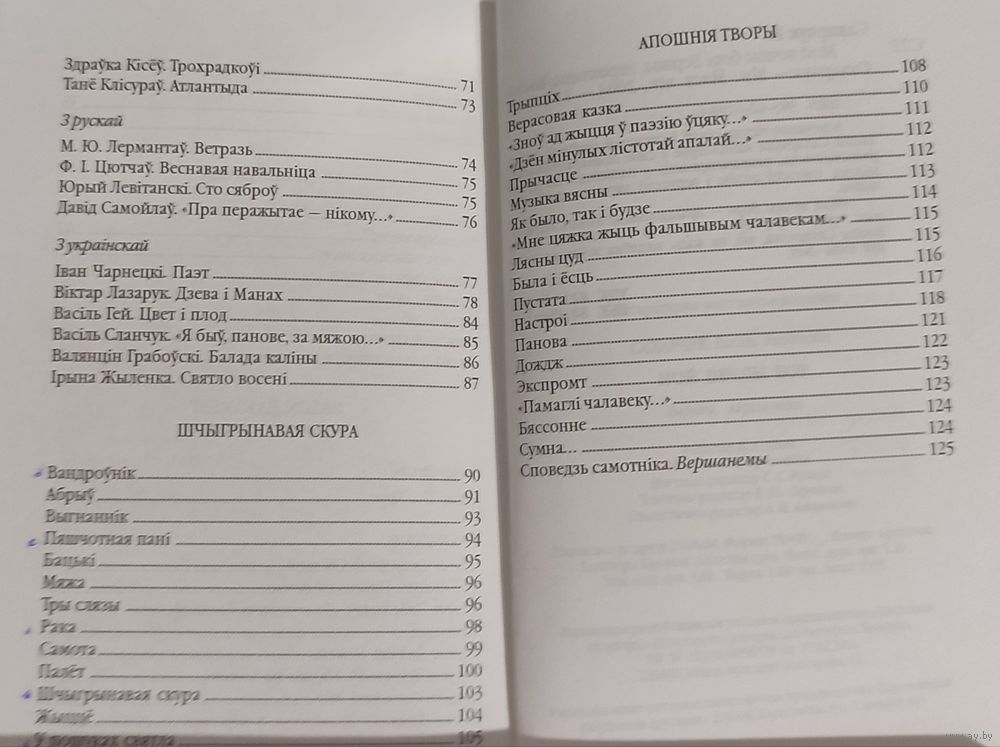 Здраўка Кісёў. Трохрадкоўі 71
Танё Клісураў. Атлантыда 73
З рускай
М. Ю. Лермантаў. Ветразь 74
Ф. І. Цютчаў. Веснавая навальніца 75
Юрый Левітанскі. Сто сяброў 75
Давід Самойлаў. «Пра перажытае — нікому...» 76
З украінскай
Іван Чарнецкі. Паэт 77
Віктар Лазарук. Дзева і Манах 78
Васіль Гей. Цвет і плод 84
Васіль Сланчук. «Я быў, панове, за мяжою...» 85
Валянцін Грабоўскі. Балада каліны 86
Ірына Жыленка. Святло восені 87
ШЧЫГРЫНАВАЯ СКУРА
Вандроўнік 90
Абрыў 91
Выгнаннік 93
Пяшчотная пані 94
Бацькі 95
Мяжа 96
Тры слязы 96
Рака 98
Самота 99
Палёт 100
Шчыгрынавая скура 103
Жыццё 104
У пошуках святла 105
АПОШНІЯ ТВОРЫ
Трыпціх 108
Верасовая казка 110
«Зноў ад жыцця ў паэзію ўцяку...» 111
«Дзён мінулых лістотай апалай...» 112
Прычасце 112
Музыка вясны 113
Як было, так і будзе 114
«Мне цяжка жыць фальшывым чалавекам...» 115
Лясны цуд 115
Была і ёсць 116
Пустата 117
Настроі 118
Панова 121
Дождж 122
Экспромт 123
«Памаглі чалавеку...» 123
Бяссонне 124
Сумна... 124
Споведзь самотніка. Вершанемы 125
www.ay.by